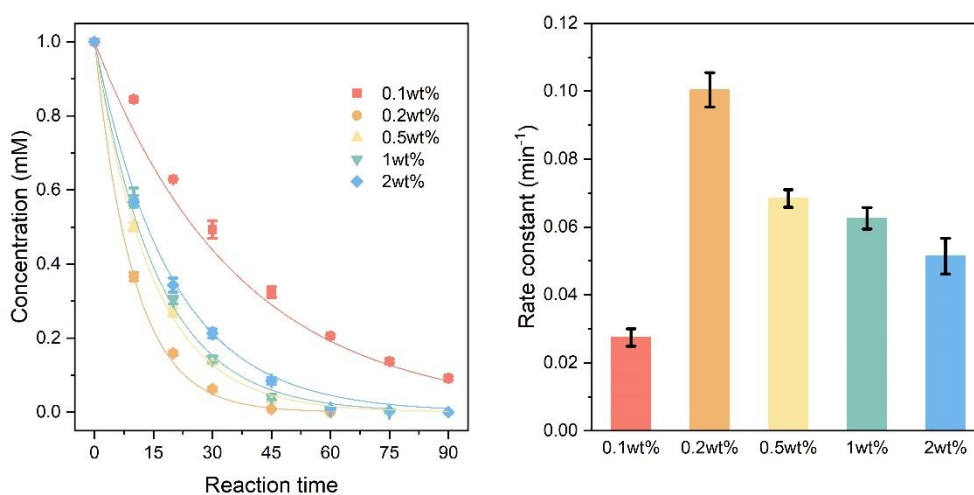 Concentration (mM)
1.0
0.8
0.6
0.4
0.2
0.0
0.1wt%
0.2wt%
0.5wt%
1wt%
2wt%
0 15 30 45 60 75 90
Reaction time
Rate constant (min⁻¹)
0.12
0.10
0.08
0.06
0.04
0.02
0.00
0.1wt% 0.2wt% 0.5wt% 1wt% 2wt%